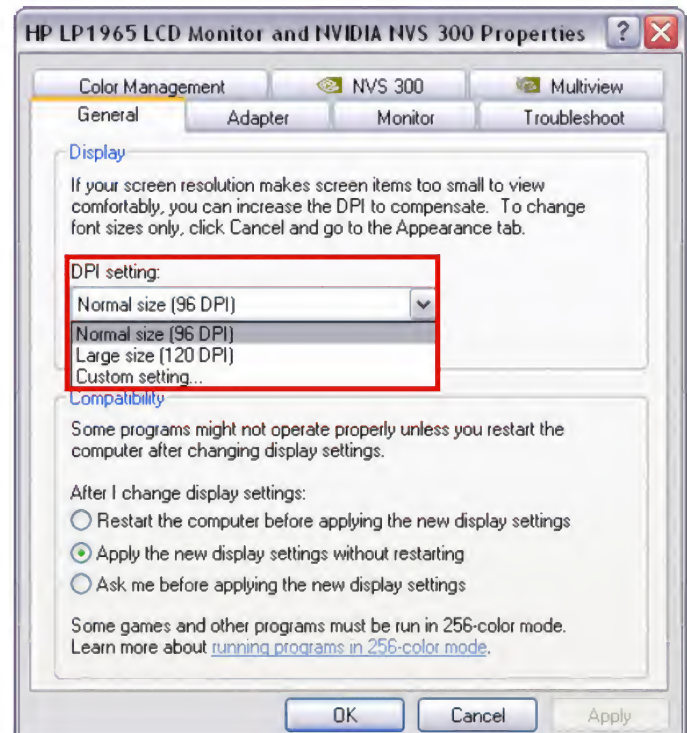 HP LP1965 LCD Monitor and NVIDIA NVS 300 Properties
Color Management NVS 300 Multiview
General Adapter Monitor Troubleshoot
Display
If your screen resolution makes screen items too small to view
comfortably, you can increase the DPI to compensate. To change
font sizes only, click Cancel and go to the Appearance tab.
DPI setting:
Normal size (96 DPI)
Normal size (96 DPI)
Large size (120 DPI)
Custom setting...
Compatibility
Some programs might not operate properly unless you restart the
computer after changing display settings.
After I change display settings:
Restart the computer before applying the new display settings
Apply the new display settings without restarting
Ask me before applying the new display settings
Some games and other programs must be run in 256-color mode.
Learn more about running programs in 256-color mode.
OK Cancel Apply